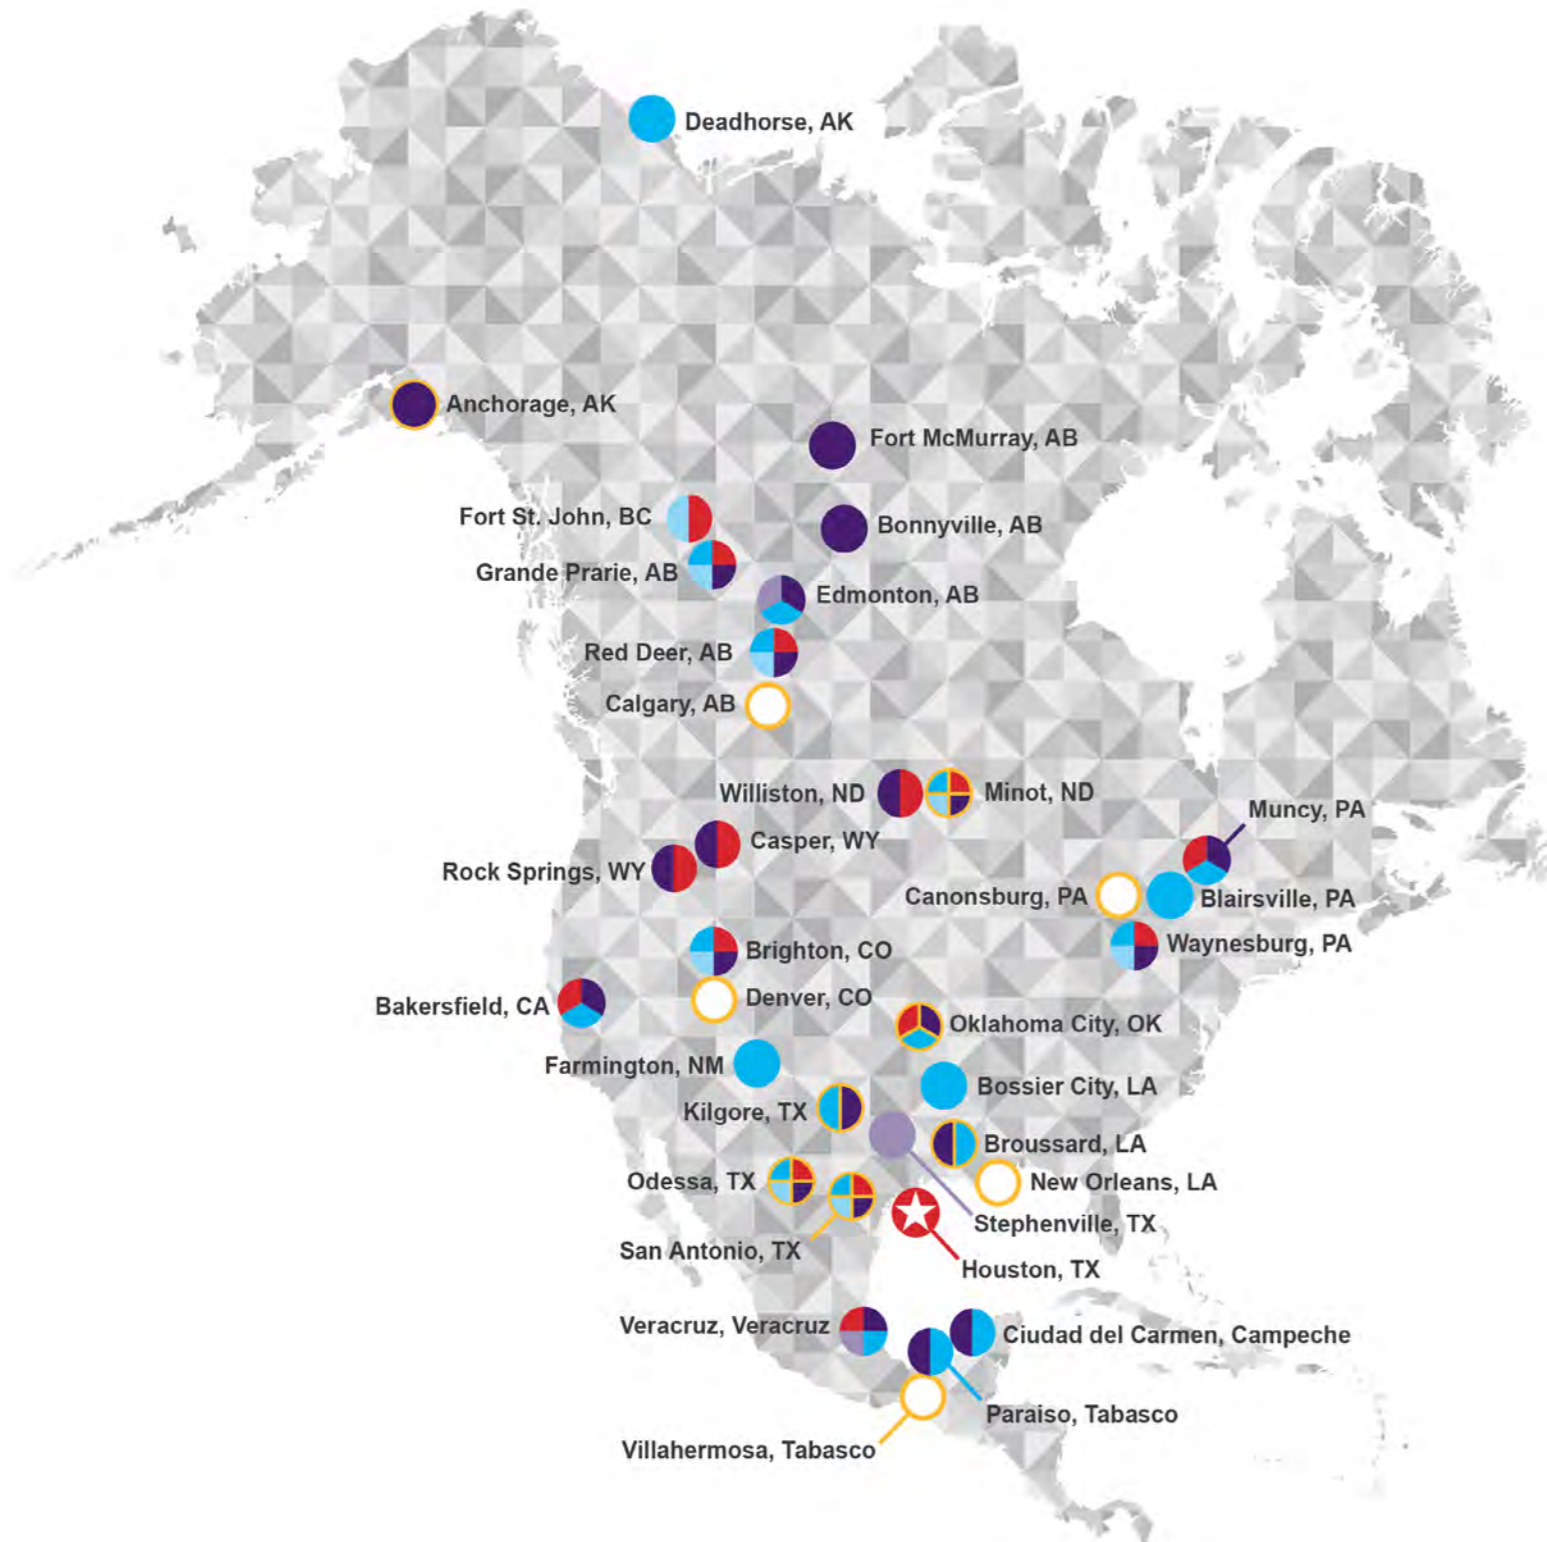 Deadhorse, AK
Anchorage, AK
Fort McMurray, AB
Fort St. John, BC
Bonnyville, AB
Grande Prarie, AB
Edmonton, AB
Red Deer, AB
Calgary, AB
Williston, ND
Minot, ND
Muncy, PA
Casper, WY
Rock Springs, WY
Canonsburg, PA
Blairsville, PA
Waynesburg, PA
Brighton, CO
Denver, CO
Bakersfield, CA
Oklahoma City, OK
Farmington, NM
Bossier City, LA
Kilgore, TX
Broussard, LA
Odessa, TX
New Orleans, LA
Stephenville, TX
San Antonio, TX
Houston, TX
Veracruz, Veracruz
Ciudad del Carmen, Campeche
Paraiso, Tabasco
Villahermosa, Tabasco